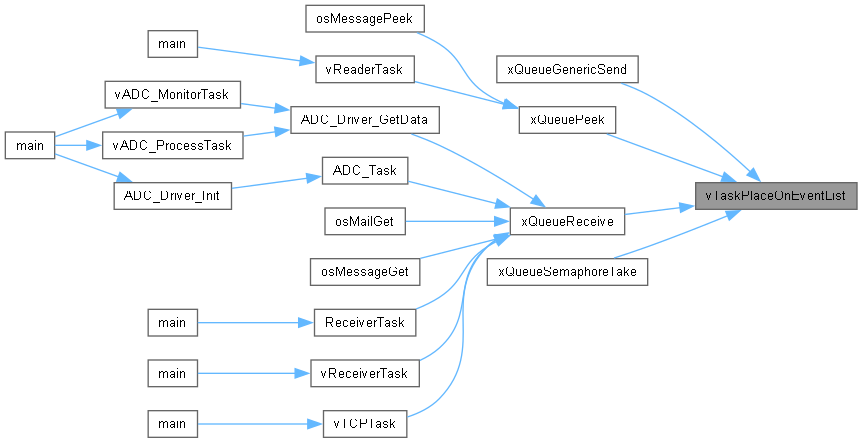 osMessagePeek
main
vReaderTask
xQueueGenericSend
vADC_MonitorTask
ADC_Driver_GetData
xQueuePeek
main
vADC_ProcessTask
ADC_Task
ADC_Driver_Init
vTaskPlaceOnEventList
osMailGet
xQueueReceive
osMessageGet
xQueueSemaphoreTake
main
ReceiverTask
main
vReceiverTask
main
vTCPTask